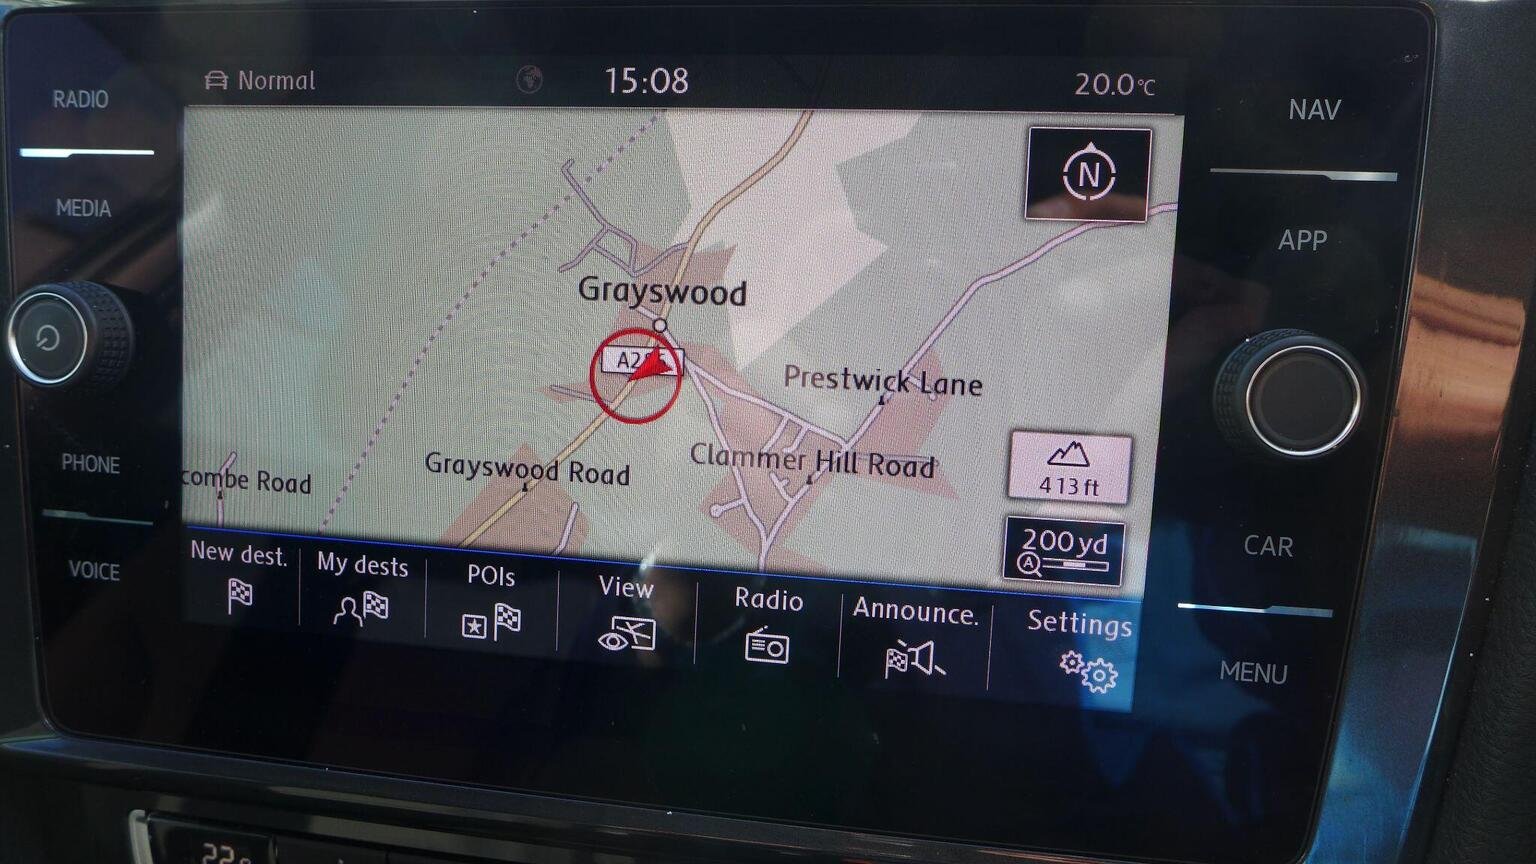 RADIO
MEDIA
PHONE
VOICE
Normal
15:08
20.0°C
N
Grayswood
Prestwick Lane
Clammer Hill Road
Grayswood Road
combe Road
413 ft
200 yd
A
New dest.
My dests
POIs
View
Radio
Announce.
Settings
NAV
APP
CAR
MENU